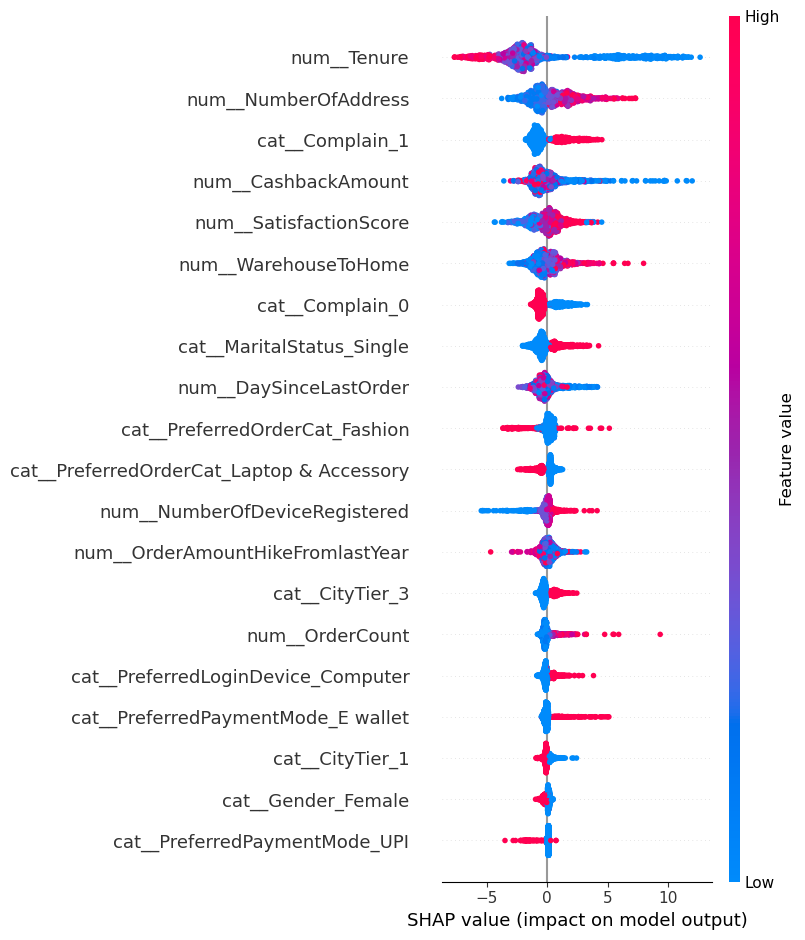 High
num__Tenure
num__NumberOfAddress
cat__Complain_1
num__CashbackAmount
num__SatisfactionScore
num__WarehouseToHome
cat__Complain_0
cat__MaritalStatus_Single
num__DaySinceLastOrder
cat__PreferredOrderCat_Fashion
cat__PreferredOrderCat_Laptop & Accessory
num__NumberOfDeviceRegistered
num__OrderAmountHikeFromlastYear
cat__CityTier_3
num__OrderCount
cat__PreferredLoginDevice_Computer
cat__PreferredPaymentMode_E wallet
cat__CityTier_1
cat__Gender_Female
cat__PreferredPaymentMode_UPI
Feature value
Low
−5 0 5 10
SHAP value (impact on model output)